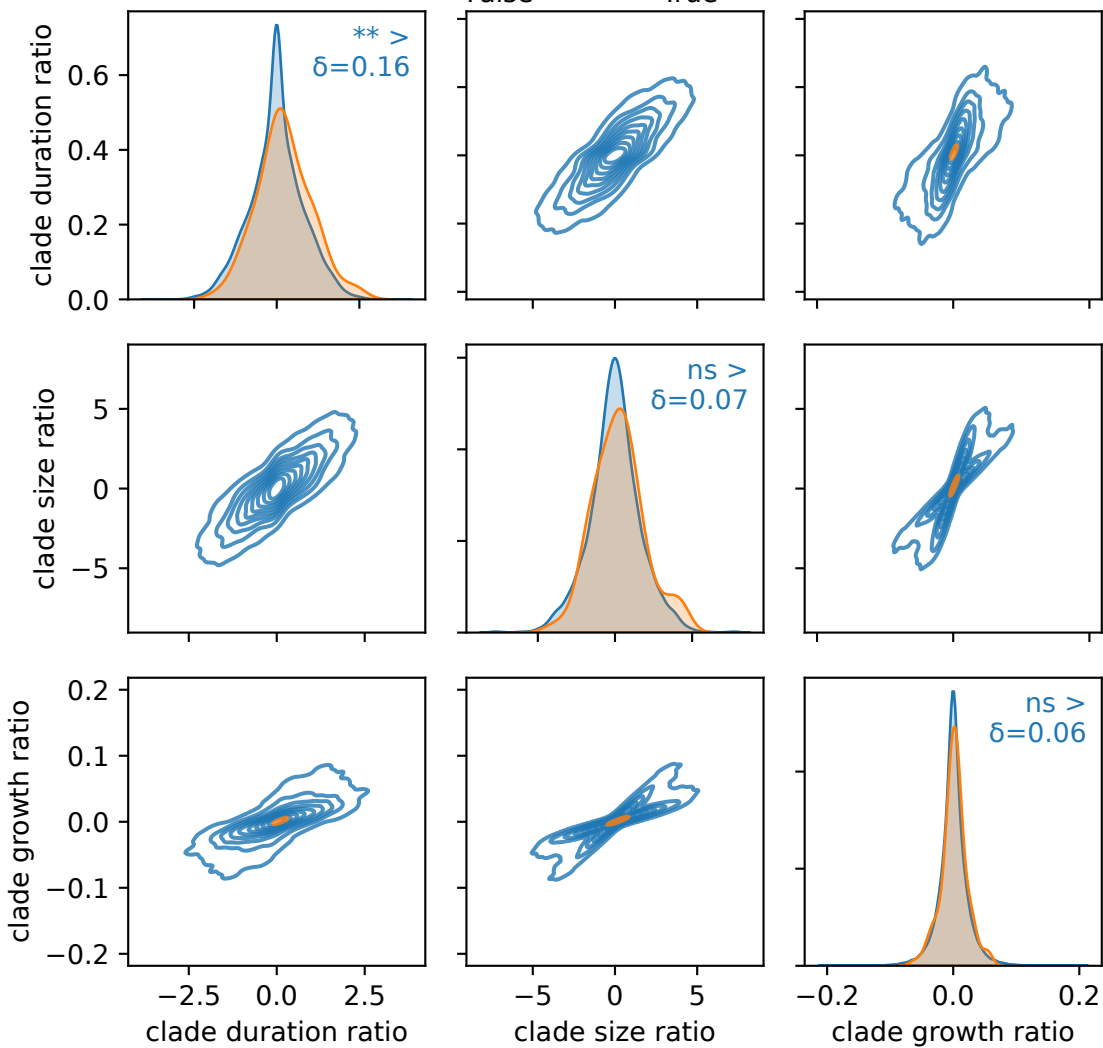 clade duration ratio
0.6
0.4
0.2
0.0
** >
δ=0.16
clade size ratio
5
0
−5
ns >
δ=0.07
clade growth ratio
0.2
0.1
0.0
−0.1
−0.2
ns >
δ=0.06
−2.5 0.0 2.5
−5 0 5
−0.2 0.0 0.2
clade duration ratio
clade size ratio
clade growth ratio